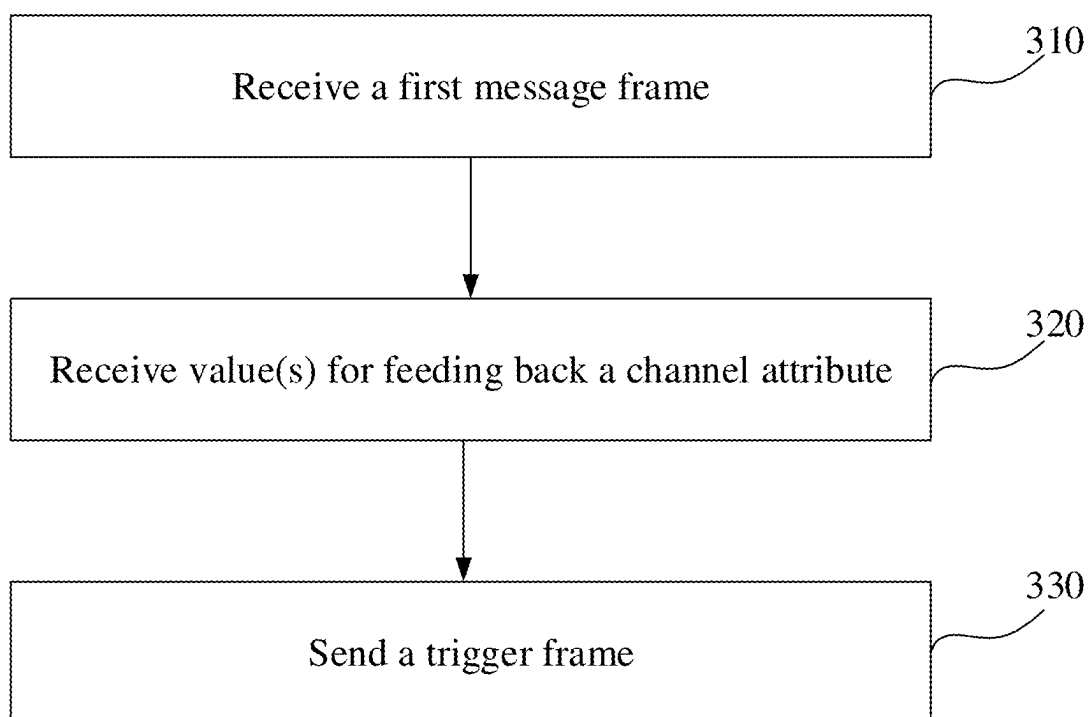 310
Receive a first message frame
320
Receive value(s) for feeding back a channel attribute
330
Send a trigger frame